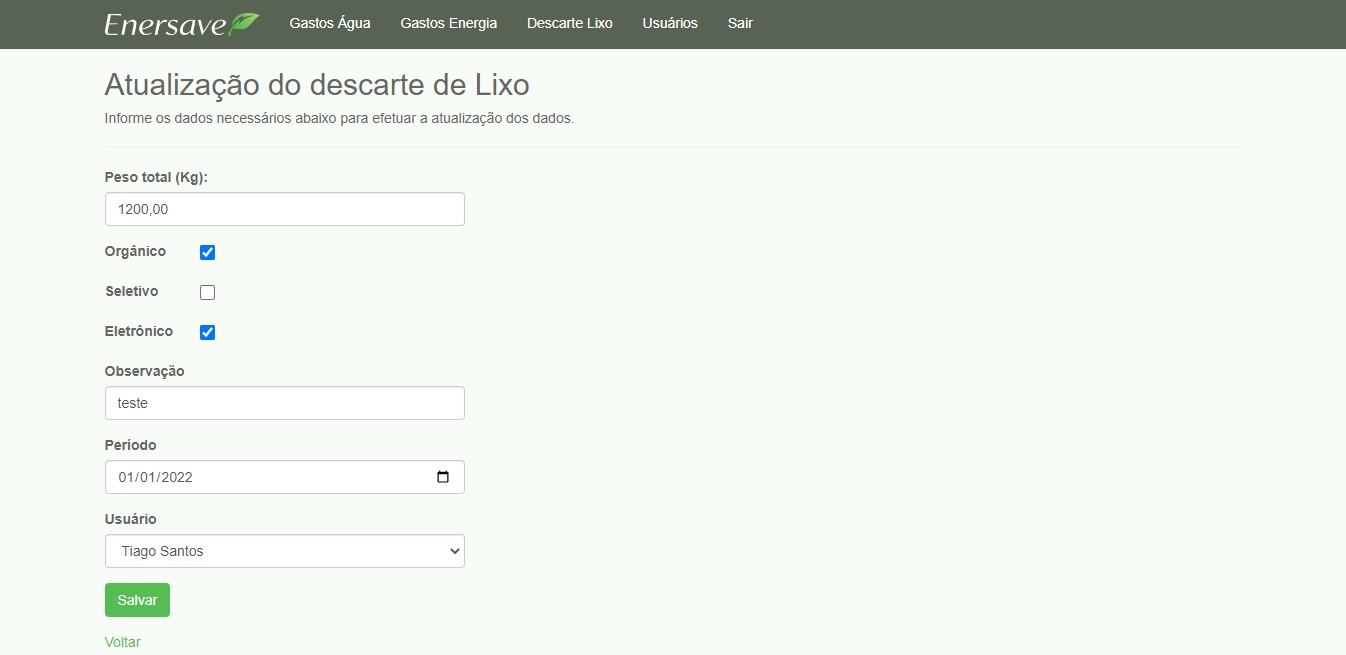 Enersave Gastos Água Gastos Energia Descarte Lixo Usuários Sair
Atualização do descarte de Lixo
Informe os dados necessários abaixo para efetuar a atualização dos dados.
Peso total (Kg):
1200,00
Orgânico
Seletivo
Eletrônico
Observação
teste
Período
01/01/2022
Usuário
Tiago Santos
Salvar
Voltar